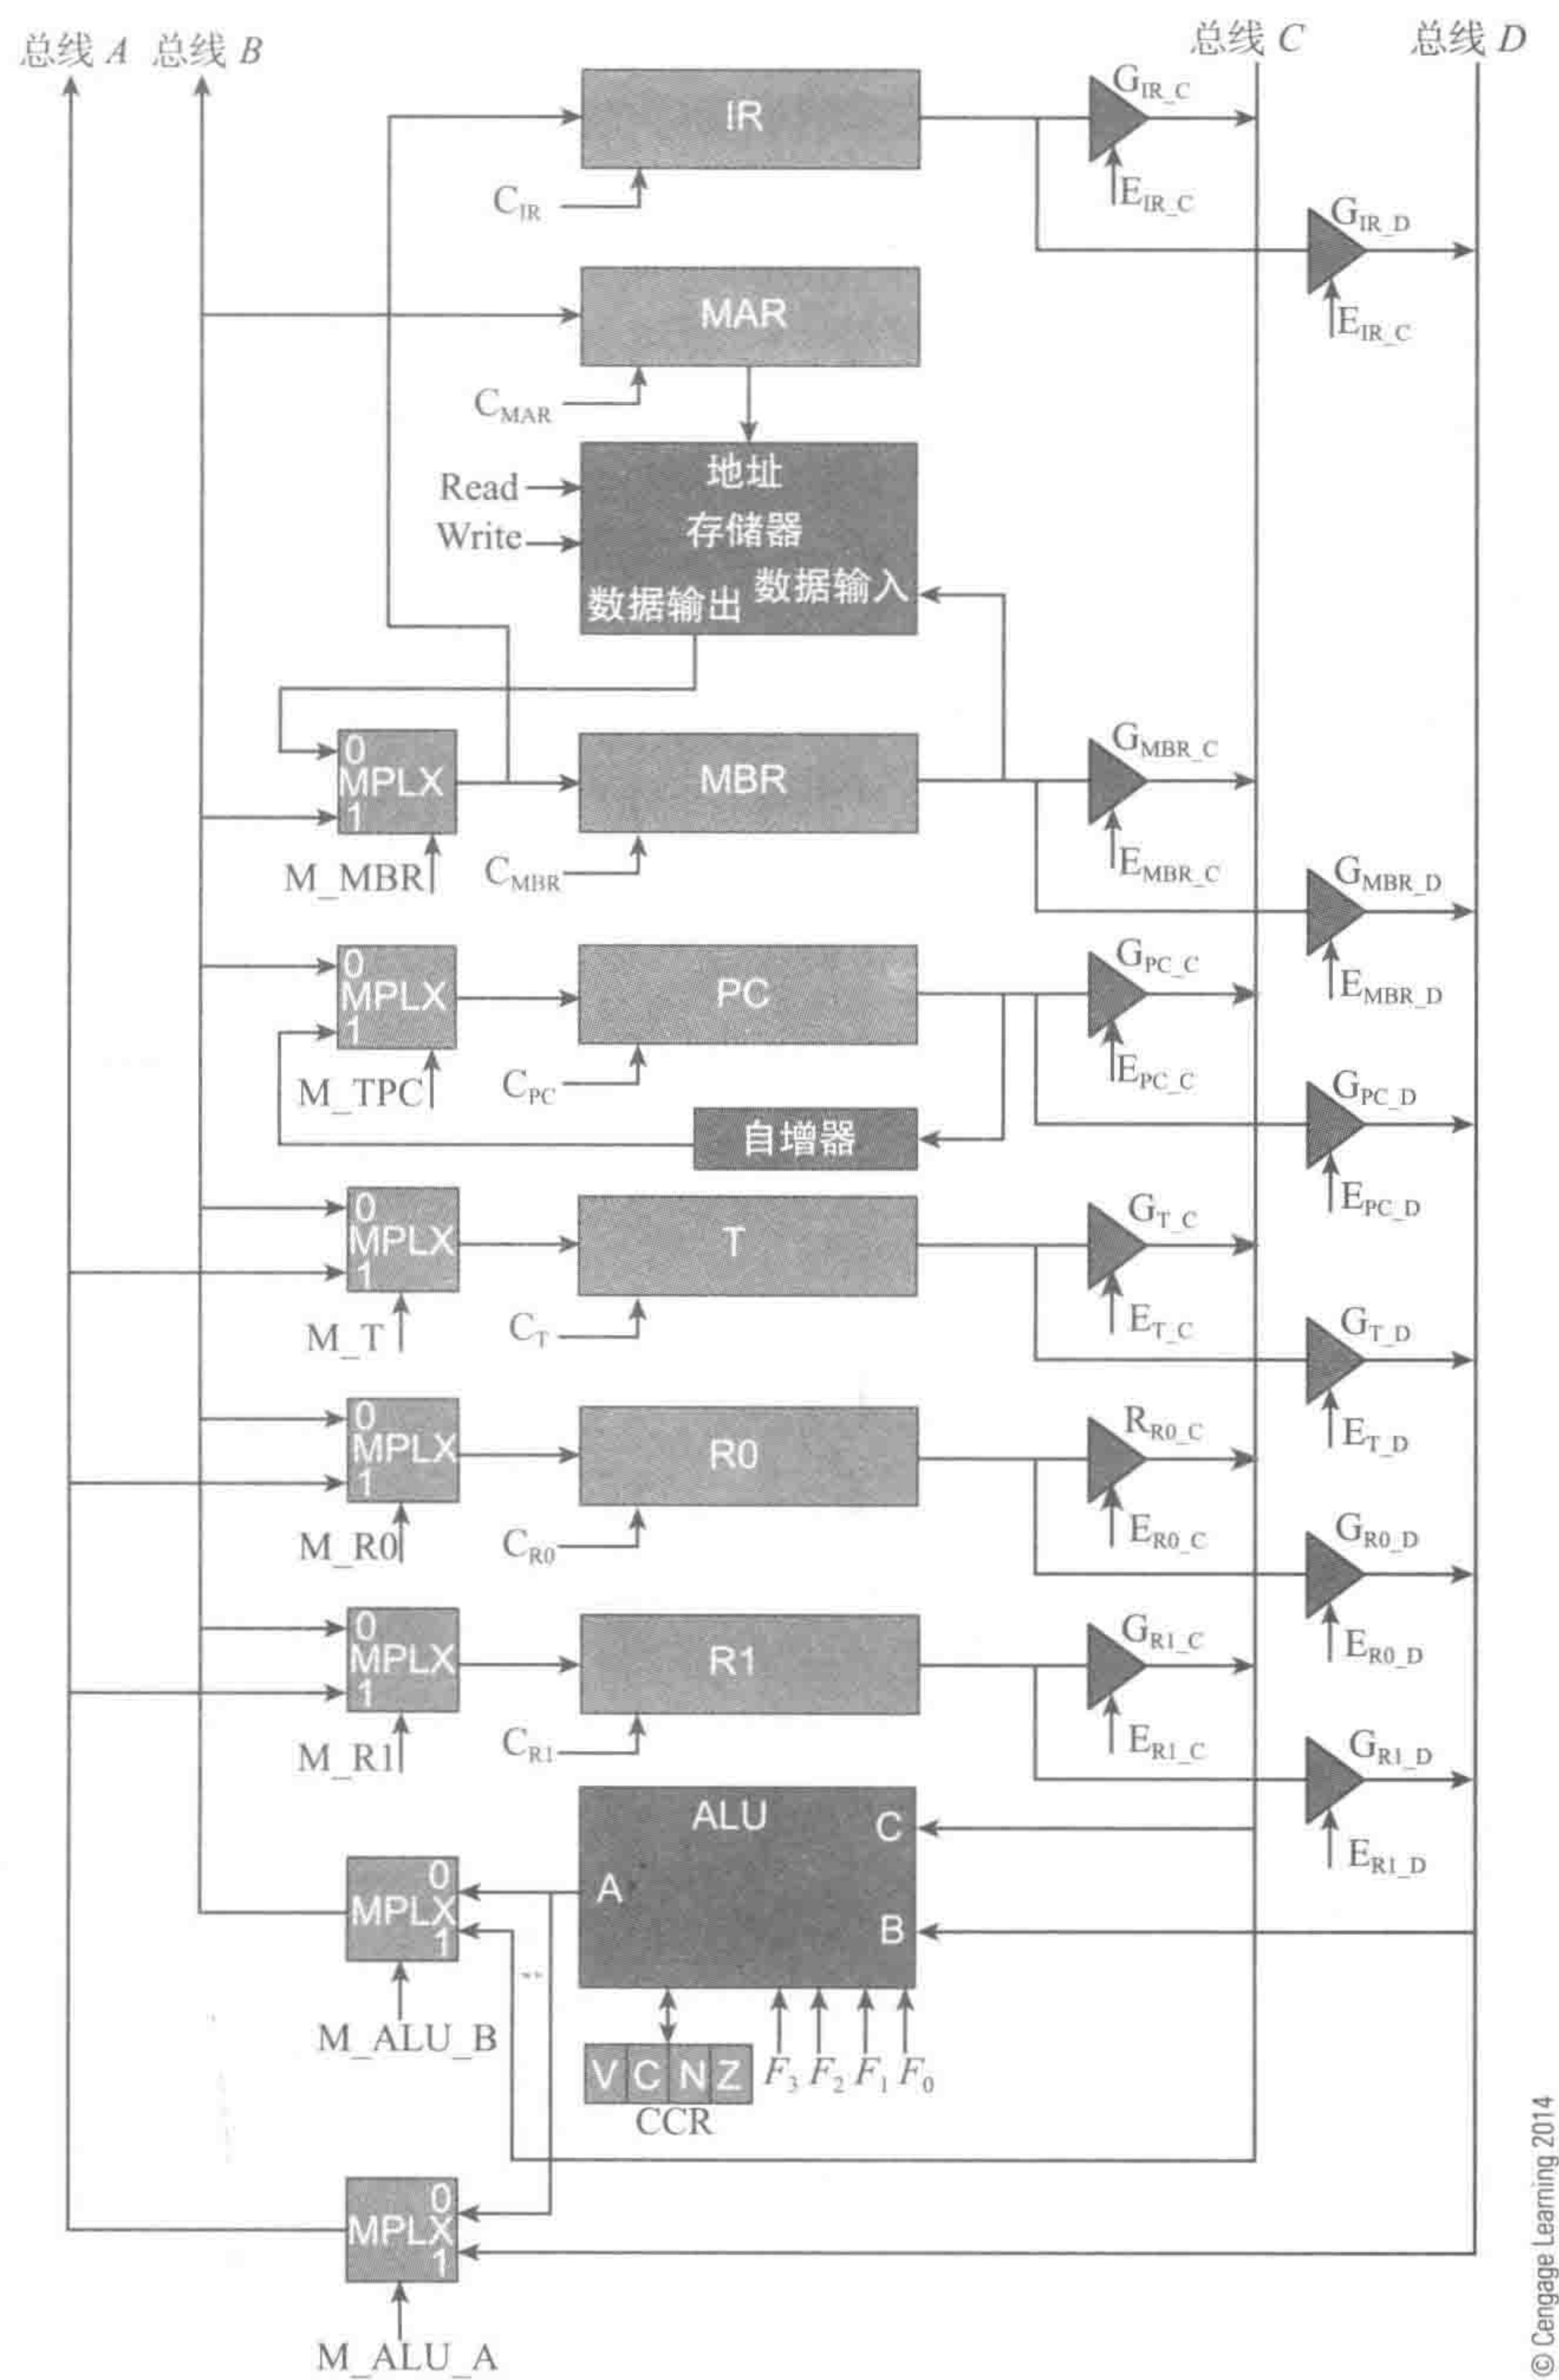 总线 A 总线 B 总线 C 总线 D
IR
G_IR_C
C_IR
E_IR_C
G_IR_D
E_IR_C
MAR
C_MAR
地址
存储器
数据输出 数据输入
Read
Write
0
MPLX
1
M_MBR
MBR
C_MBR
G_MBR_C
E_MBR_C
G_MBR_D
E_MBR_D
0
MPLX
1
M_TPC
PC
C_PC
G_PC_C
E_PC_C
G_PC_D
E_PC_D
自增器
0
MPLX
1
M_T
T
C_T
G_T_C
E_T_C
G_T_D
E_T_D
0
MPLX
1
M_R0
R0
C_R0
R_R0_C
E_R0_C
G_R0_D
E_R0_D
0
MPLX
1
M_R1
R1
C_R1
G_R1_C
E_R1_C
G_R1_D
E_R1_D
ALU
C
A
B
0
MPLX
1
M_ALU_B
V C N Z
CCR
F3 F2 F1 F0
0
MPLX
1
M_ALU_A
© Cengage Learning 2014